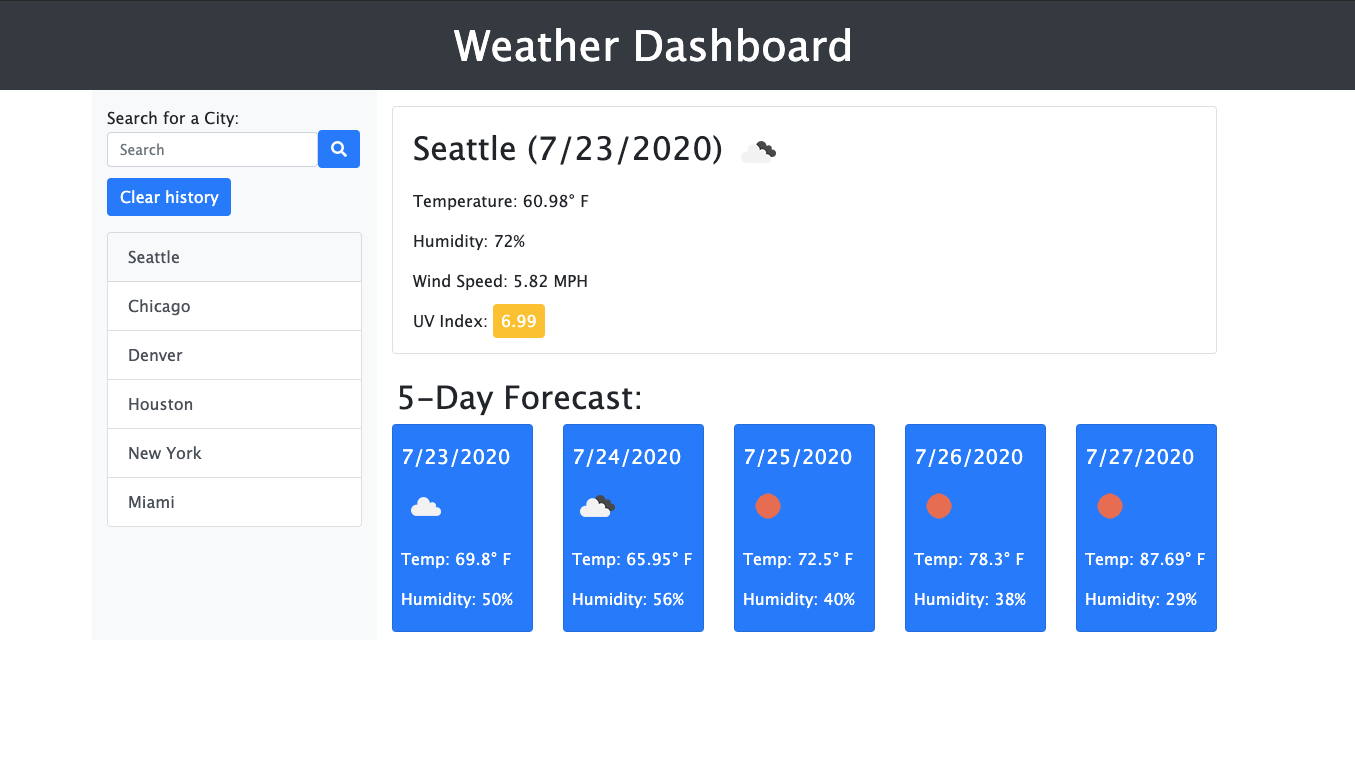 Weather Dashboard
Search for a City:
Search
Clear history
Seattle
Chicago
Denver
Houston
New York
Miami
Seattle (7/23/2020)
Temperature: 60.98° F
Humidity: 72%
Wind Speed: 5.82 MPH
UV Index: 6.99
5-Day Forecast:
7/23/2020
Temp: 69.8° F
Humidity: 50%
7/24/2020
Temp: 65.95° F
Humidity: 56%
7/25/2020
Temp: 72.5° F
Humidity: 40%
7/26/2020
Temp: 78.3° F
Humidity: 38%
7/27/2020
Temp: 87.69° F
Humidity: 29%